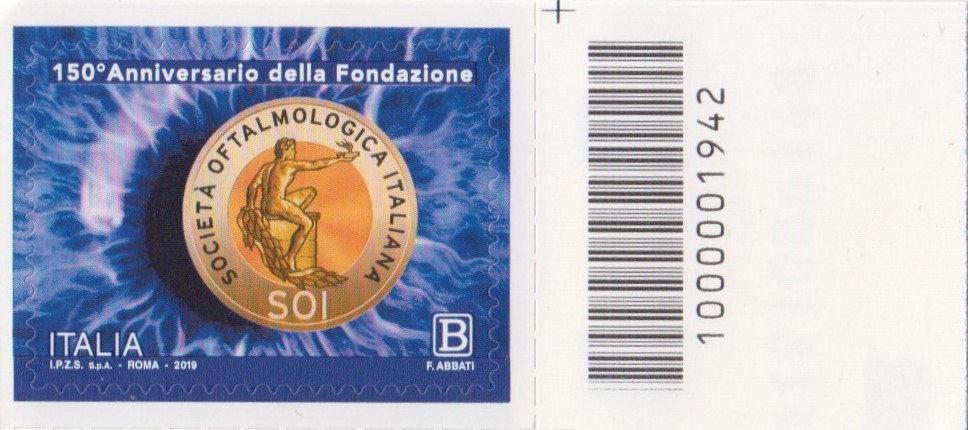 150° Anniversario della Fondazione
SOCIETÀ OFTALMOLOGICA ITALIANA
SOI
ITALIA
B
I.P.Z.S. S.p.A. - ROMA - 2019
F. ABBATI
1000001942